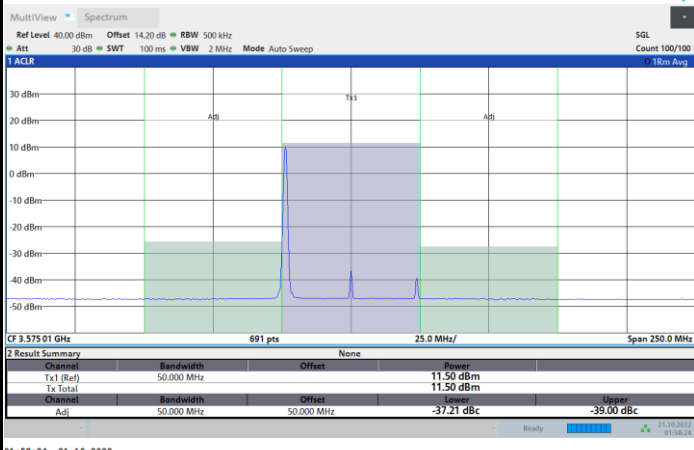 MultiView Spectrum
Ref Level 40.00 dBm Offset 14.20 dB RBW 500 kHz SGL
Att 30 dB SWT 100 ms VBW 2 MHz Mode Auto Sweep Count 100/100
1 ACLR 1Rm Avg
30 dBm
Tx1
20 dBm Adj Adj
10 dBm
0 dBm
-10 dBm
-20 dBm
-30 dBm
-40 dBm
-50 dBm
CF 3.575 01 GHz 691 pts 25.0 MHz/ Span 250.0 MHz
2 Result Summary None
Channel Bandwidth Offset Power
Tx1 (Ref) 50.000 MHz 11.50 dBm
Tx Total 11.50 dBm
Channel Bandwidth Offset Lower Upper
Adj 50.000 MHz 50.000 MHz -37.21 dBc -39.00 dBc
Ready 21.10.2022
01:58:24